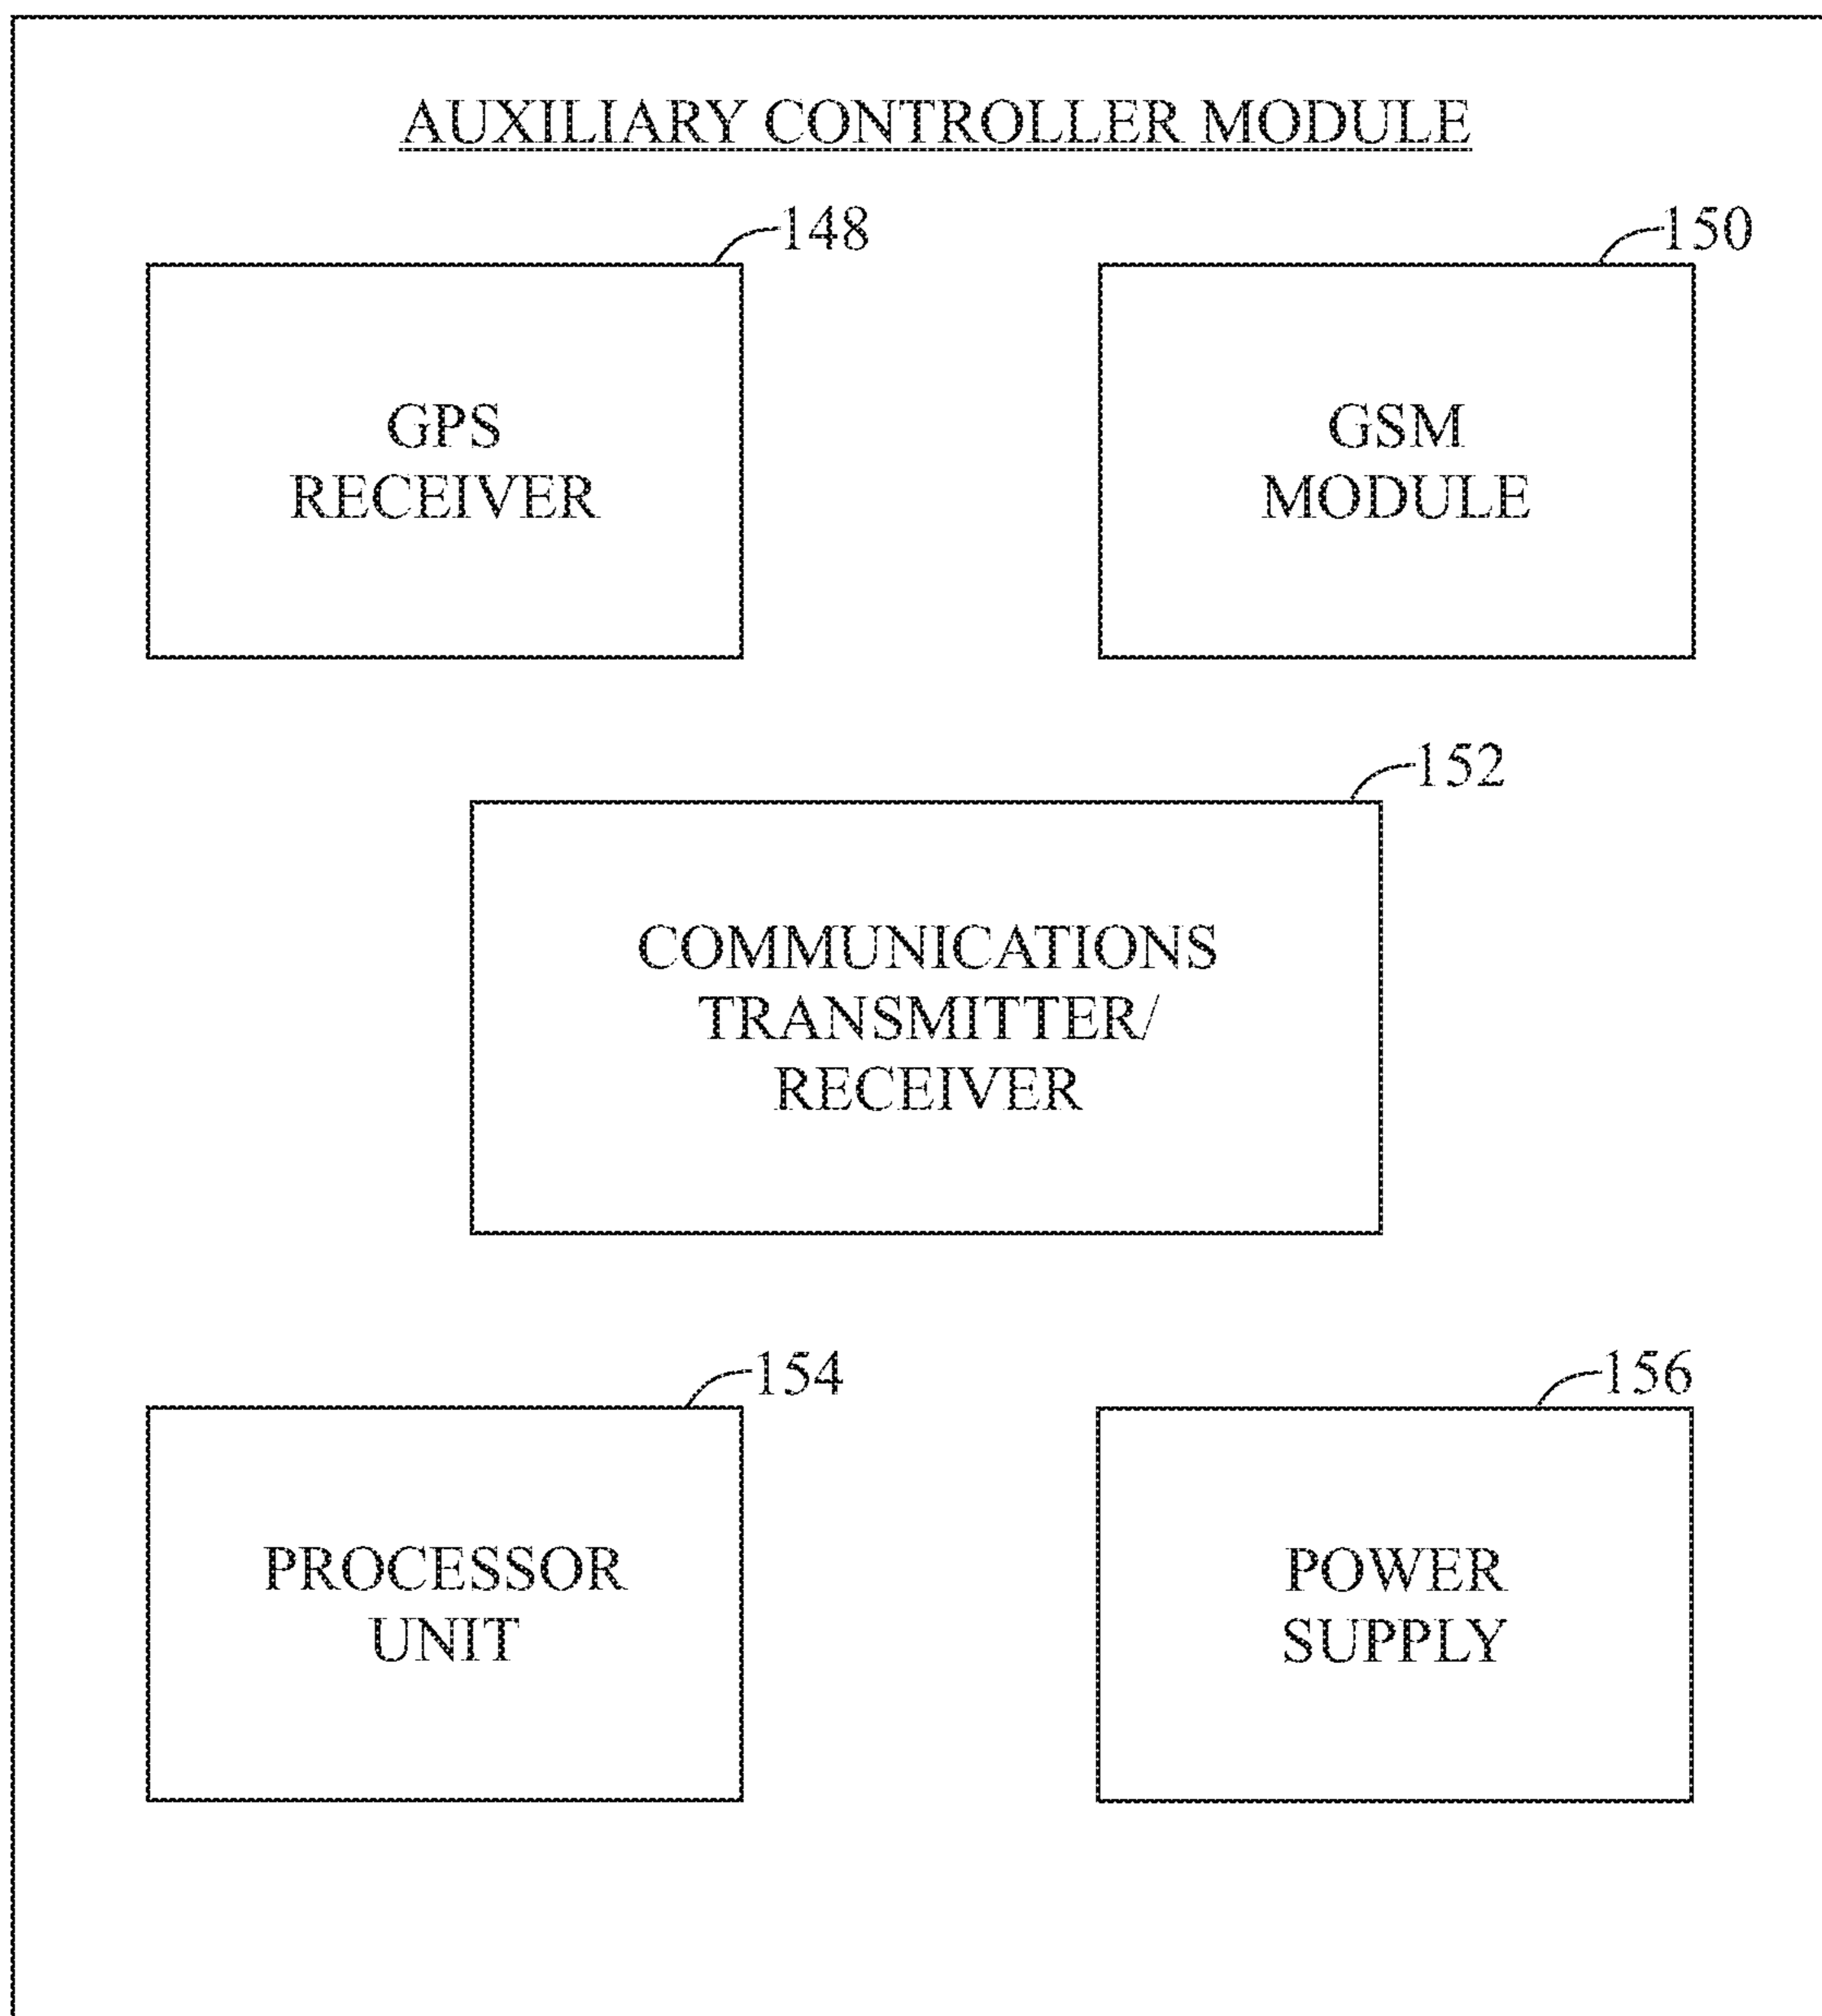 AUXILIARY CONTROLLER MODULE
148
150
GPS
RECEIVER
GSM
MODULE
152
COMMUNICATIONS
TRANSMITTER/
RECEIVER
154
156
PROCESSOR
UNIT
POWER
SUPPLY